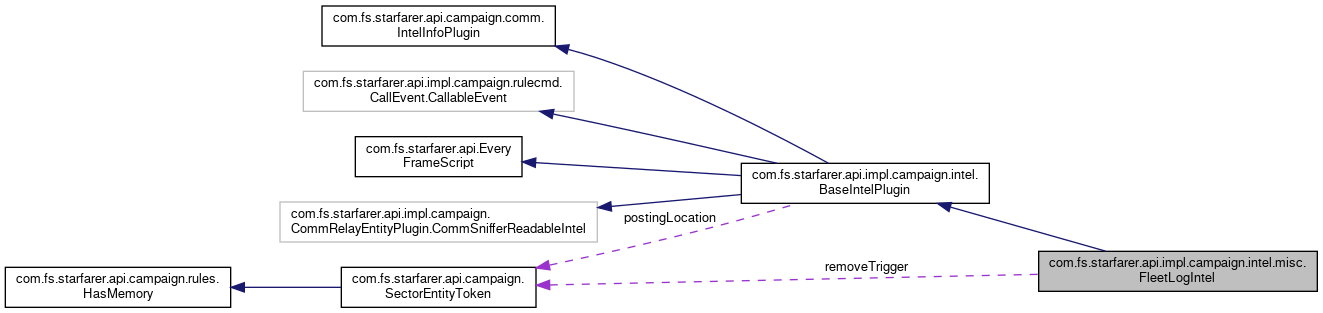 com.fs.starfarer.api.campaign.comm.
IntelInfoPlugin
com.fs.starfarer.api.impl.campaign.rulecmd.
CallEvent.CallableEvent
com.fs.starfarer.api.Every
FrameScript
com.fs.starfarer.api.impl.campaign.intel.
BaseIntelPlugin
com.fs.starfarer.api.impl.campaign.
CommRelayEntityPlugin.CommSnifferReadableIntel
postingLocation
removeTrigger
com.fs.starfarer.api.impl.campaign.intel.misc.
FleetLogIntel
com.fs.starfarer.api.campaign.rules.
HasMemory
com.fs.starfarer.api.campaign.
SectorEntityToken